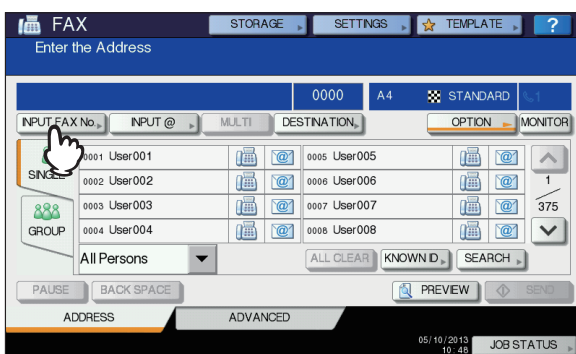 FAX STORAGE SETTINGS TEMPLATE ?
Enter the Address
0000 A4 STANDARD 1
INPUT FAX No. INPUT @ MULTI DESTINATION OPTION MONITOR
SINGLE
0001 User001 0005 User005
0002 User002 0006 User006
0003 User003 0007 User007
0004 User004 0008 User008
1
375
GROUP
All Persons ALL CLEAR KNOWN ID SEARCH
PAUSE BACK SPACE PREVIEW SEND
ADDRESS ADVANCED
05/10/2013
10:48
JOB STATUS